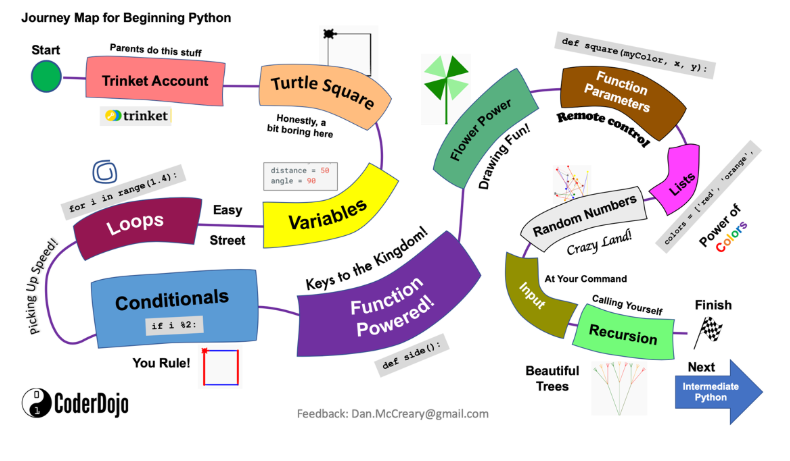 Journey Map for Beginning Python
Start
Parents do this stuff
Trinket Account
trinket
Turtle Square
Honestly, a
bit boring here
distance = 50
angle = 90
Variables
Easy
Street
for i in range(1.4):
Loops
Picking Up Speed!
Conditionals
if i %2:
You Rule!
Keys to the Kingdom!
Function
Powered!
def side():
Flower Power
Drawing Fun!
def square(myColor, x, y):
Function
Parameters
Remote control
Lists
colors = ['red', 'orange',
Power of
Colors
Random Numbers
Crazy Land!
Input
At Your Command
Calling Yourself
Recursion
Beautiful
Trees
Finish
Next
Intermediate
Python
CoderDojo
Feedback: Dan.McCreary@gmail.com